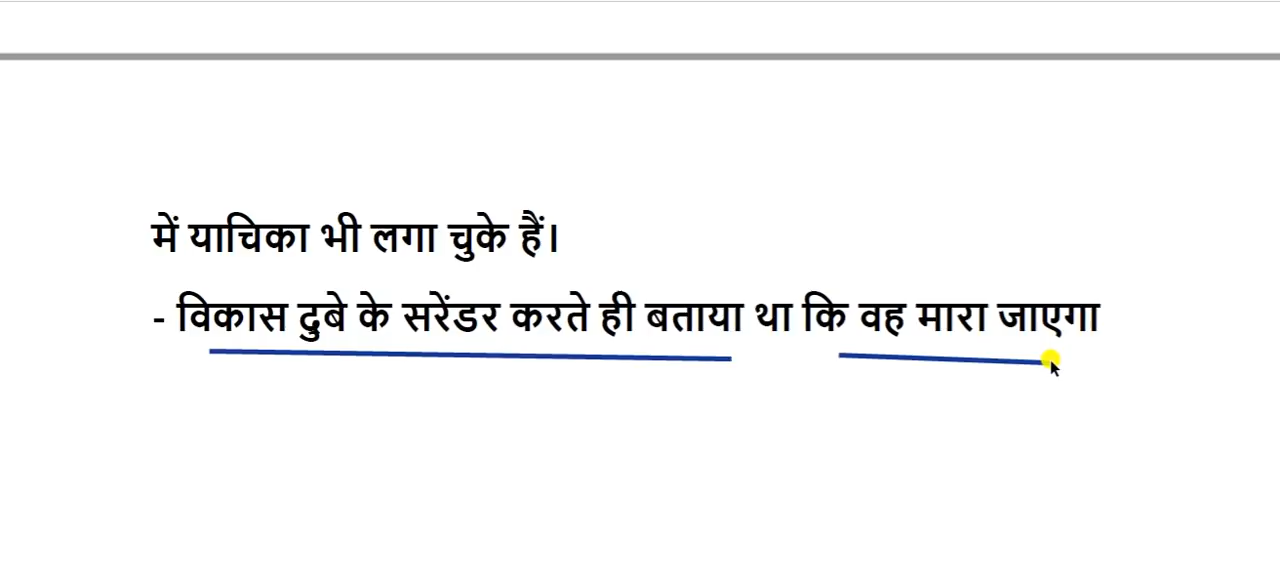 में याचिका भी लगा चुके हैं।
- विकास दुबे के सरेंडर करते ही बताया था कि वह मारा जाएगा